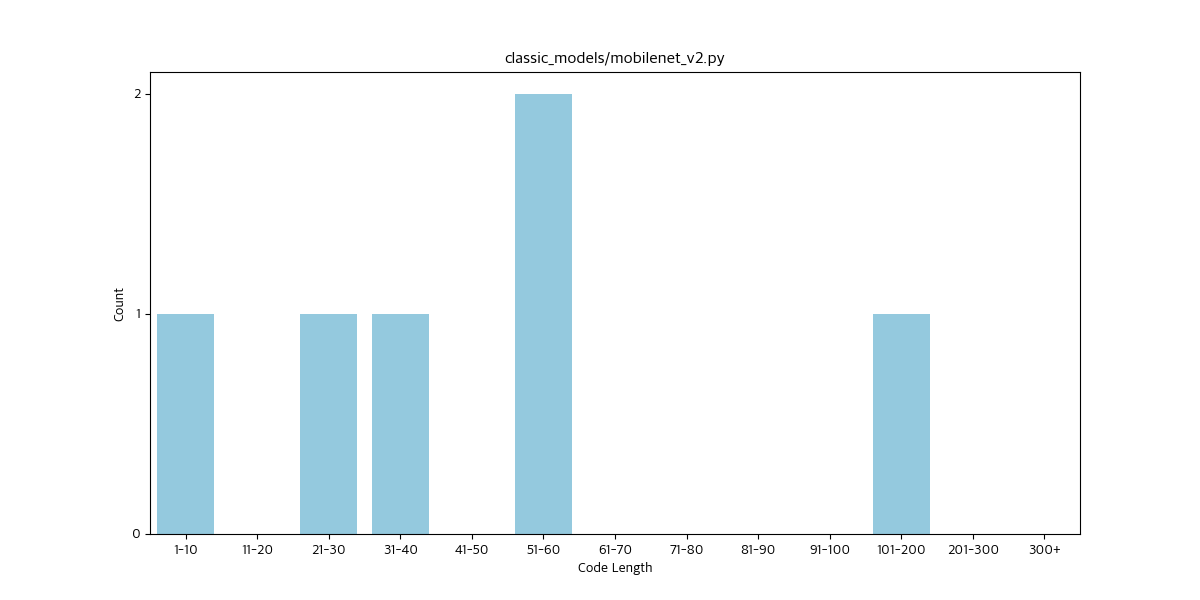 classic_models/mobilenet_v2.py
2
1
0
Count
1-10 11-20 21-30 31-40 41-50 51-60 61-70 71-80 81-90 91-100 101-200 201-300 300+
Code Length